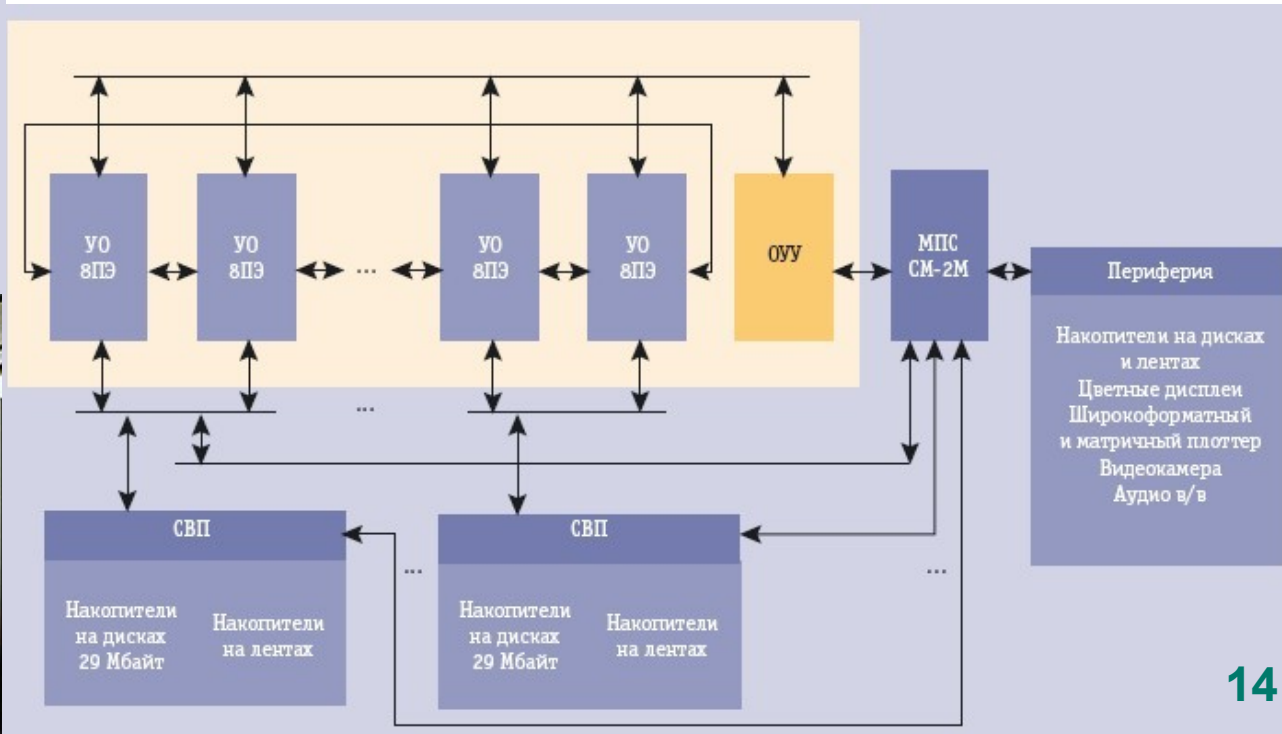 УО
8ПЭ
УО
8ПЭ
...
УО
8ПЭ
УО
8ПЭ
ОУУ
МПС
СМ-2М
Периферия
Накопители на дисках
и лентах
Цветные дисплеи
Широкоформатный
и матричный плоттер
Видеокамера
Аудио в/в
...
СВП
Накопители
на дисках
29 Мбайт
Накопители
на лентах
...
СВП
Накопители
на дисках
29 Мбайт
Накопители
на лентах
...
14